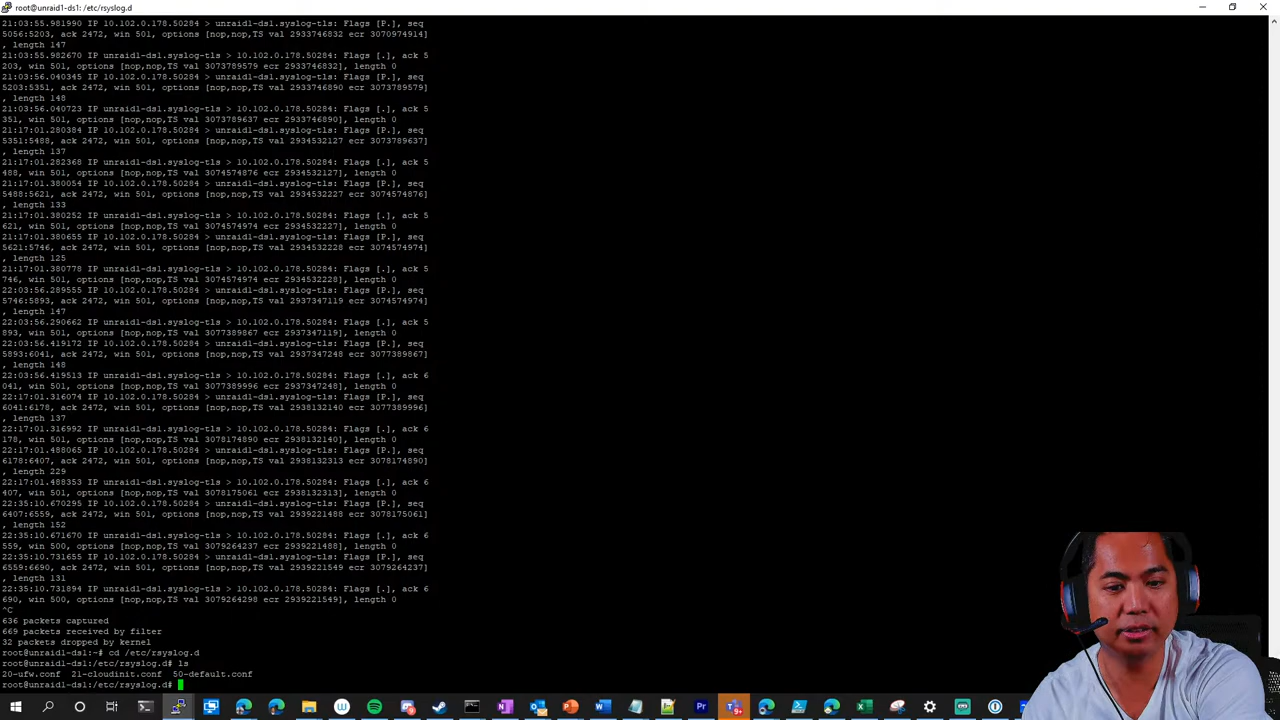 root@unraid1-ds1: /etc/rsyslog.d
21:03:55.981990 IP 10.102.0.178.50284 > unraid1-ds1.syslog-tls: Flags [P.], seq
5056:5203, ack 2472, win 501, options [nop,nop,TS val 2933746832 ecr 3070974914]
, length 147
21:03:55.982670 IP unraid1-ds1.syslog-tls > 10.102.0.178.50284: Flags [.], ack 5
203, win 501, options [nop,nop,TS val 3073789579 ecr 2933746832], length 0
21:03:56.040345 IP 10.102.0.178.50284 > unraid1-ds1.syslog-tls: Flags [P.], seq
5203:5351, ack 2472, win 501, options [nop,nop,TS val 2933746890 ecr 3073789579]
, length 148
21:03:56.040723 IP unraid1-ds1.syslog-tls > 10.102.0.178.50284: Flags [.], ack 5
351, win 501, options [nop,nop,TS val 3073789637 ecr 2933746890], length 0
21:17:01.280384 IP 10.102.0.178.50284 > unraid1-ds1.syslog-tls: Flags [P.], seq
5351:5488, ack 2472, win 501, options [nop,nop,TS val 2934532127 ecr 3073789637]
, length 137
21:17:01.282368 IP unraid1-ds1.syslog-tls > 10.102.0.178.50284: Flags [.], ack 5
488, win 501, options [nop,nop,TS val 3074574876 ecr 2934532127], length 0
21:17:01.380054 IP 10.102.0.178.50284 > unraid1-ds1.syslog-tls: Flags [P.], seq
5488:5621, ack 2472, win 501, options [nop,nop,TS val 2934532227 ecr 3074574876]
, length 133
21:17:01.380252 IP unraid1-ds1.syslog-tls > 10.102.0.178.50284: Flags [.], ack 5
621, win 501, options [nop,nop,TS val 3074574974 ecr 2934532227], length 0
21:17:01.380655 IP 10.102.0.178.50284 > unraid1-ds1.syslog-tls: Flags [P.], seq
5621:5746, ack 2472, win 501, options [nop,nop,TS val 2934532228 ecr 3074574974]
, length 125
21:17:01.380778 IP unraid1-ds1.syslog-tls > 10.102.0.178.50284: Flags [.], ack 5
746, win 501, options [nop,nop,TS val 3074574974 ecr 2934532228], length 0
22:03:56.289555 IP 10.102.0.178.50284 > unraid1-ds1.syslog-tls: Flags [P.], seq
5746:5893, ack 2472, win 501, options [nop,nop,TS val 2937347119 ecr 3074574974]
, length 147
22:03:56.290662 IP unraid1-ds1.syslog-tls > 10.102.0.178.50284: Flags [.], ack 5
893, win 501, options [nop,nop,TS val 3077389867 ecr 2937347119], length 0
22:03:56.419172 IP 10.102.0.178.50284 > unraid1-ds1.syslog-tls: Flags [P.], seq
5893:6041, ack 2472, win 501, options [nop,nop,TS val 2937347248 ecr 3077389867]
, length 148
22:03:56.419513 IP unraid1-ds1.syslog-tls > 10.102.0.178.50284: Flags [.], ack 6
041, win 501, options [nop,nop,TS val 3077389996 ecr 2937347248], length 0
22:17:01.316074 IP 10.102.0.178.50284 > unraid1-ds1.syslog-tls: Flags [P.], seq
6041:6178, ack 2472, win 501, options [nop,nop,TS val 2938132140 ecr 3077389996]
, length 137
22:17:01.316992 IP unraid1-ds1.syslog-tls > 10.102.0.178.50284: Flags [.], ack 6
178, win 501, options [nop,nop,TS val 3078174890 ecr 2938132140], length 0
22:17:01.488065 IP 10.102.0.178.50284 > unraid1-ds1.syslog-tls: Flags [P.], seq
6178:6407, ack 2472, win 501, options [nop,nop,TS val 2938132313 ecr 3078174890]
, length 229
22:17:01.488353 IP unraid1-ds1.syslog-tls > 10.102.0.178.50284: Flags [.], ack 6
407, win 501, options [nop,nop,TS val 3078175061 ecr 2938132313], length 0
22:35:10.670295 IP 10.102.0.178.50284 > unraid1-ds1.syslog-tls: Flags [P.], seq
6407:6559, ack 2472, win 501, options [nop,nop,TS val 2939221488 ecr 3078175061]
, length 152
22:35:10.671670 IP unraid1-ds1.syslog-tls > 10.102.0.178.50284: Flags [.], ack 6
559, win 500, options [nop,nop,TS val 3079264237 ecr 2939221488], length 0
22:35:10.731655 IP 10.102.0.178.50284 > unraid1-ds1.syslog-tls: Flags [P.], seq
6559:6690, ack 2472, win 501, options [nop,nop,TS val 2939221549 ecr 3079264237]
, length 131
22:35:10.731894 IP unraid1-ds1.syslog-tls > 10.102.0.178.50284: Flags [.], ack 6
690, win 500, options [nop,nop,TS val 3079264298 ecr 2939221549], length 0
^C
636 packets captured
669 packets received by filter
32 packets dropped by kernel
root@unraid1-ds1:~# cd /etc/rsyslog.d
root@unraid1-ds1:/etc/rsyslog.d# ls
20-ufw.conf  21-cloudinit.conf  50-default.conf
root@unraid1-ds1:/etc/rsyslog.d#